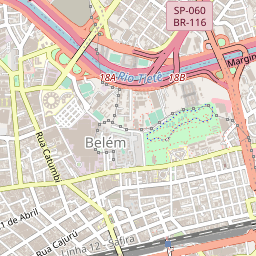 SP-060
BR-116
Rio Tietê
18A
18B
Margin
Rua Catumbi
Belém
1 de Abril
Rua Cajuru
Linha 12 - Safira